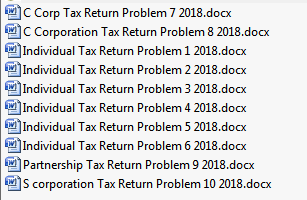 C Corp Tax Return Problem 7 2018.docx
C Corporation Tax Return Problem 8 2018.docx
Individual Tax Return Problem 1 2018.docx
Individual Tax Return Problem 2 2018.docx
Individual Tax Return Problem 3 2018.docx
Individual Tax Return Problem 4 2018.docx
Individual Tax Return Problem 5 2018.docx
Individual Tax Return Problem 6 2018.docx
Partnership Tax Return Problem 9 2018.docx
S corporation Tax Return Problem 10 2018.docx